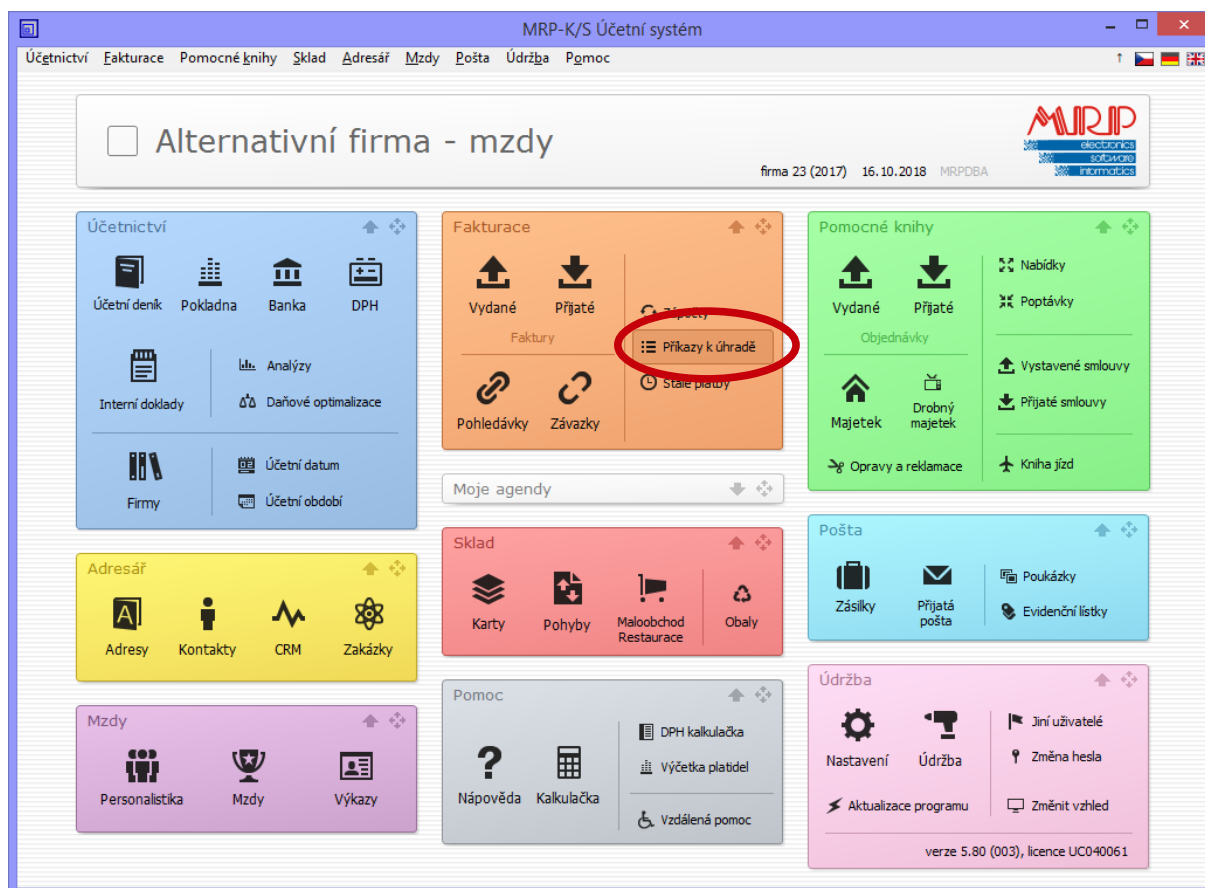 MRP-K/S Účetní systém
Účetnictví Fakturace Pomocné knihy Sklad Adresář Mzdy Pošta Údržba Pomoc
Alternativní firma - mzdy
firma 23 (2017) 16.10.2018 MRPDBA
MRP
electronics
software
informatics
Účetnictví
Účetní deník Pokladna Banka DPH
Interní doklady
Analýzy
Daňové optimalizace
Firmy
Účetní datum
Účetní období
Fakturace
Vydané Přijaté
Faktury
Pohledávky Závazky
Zápočty
Příkazy k úhradě
Stálé platby
Pomocné knihy
Vydané Přijaté
Objednávky
Majetek
Drobný
majetek
Opravy a reklamace
Nabídky
Poptávky
Vystavené smlouvy
Přijaté smlouvy
Kniha jízd
Moje agendy
Adresář
Adresy Kontakty CRM Zakázky
Sklad
Karty Pohyby
Maloobchod
Restaurace
Obaly
Pošta
Zásilky
Přijatá
pošta
Poukázky
Evidenční lístky
Mzdy
Personalistika Mzdy Výkazy
Pomoc
Nápověda Kalkulačka
DPH kalkulačka
Výčetka platidel
Vzdálená pomoc
Údržba
Nastavení Údržba
Aktualizace programu
Jiní uživatelé
Změna hesla
Změnit vzhled
verze 5.80 (003), licence UC040061